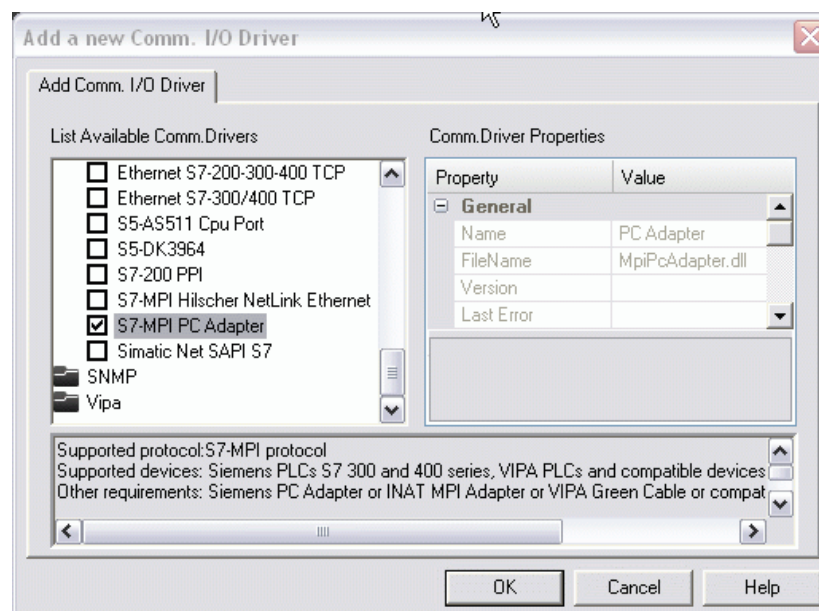 Add a new Comm. I/O Driver
Add Comm. I/O Driver
List Available Comm.Drivers
Ethernet S7-200-300-400 TCP
Ethernet S7-300/400 TCP
S5-AS511 Cpu Port
S5-DK3964
S7-200 PPI
S7-MPI Hilscher NetLink Ethernet
S7-MPI PC Adapter
Simatic Net SAPI S7
SNMP
Vipa
Comm.Driver Properties
Property Value
General
Name PC Adapter
FileName MpiPcAdapter.dll
Version
Last Error
Supported protocol:S7-MPI protocol
Supported devices: Siemens PLCs S7 300 and 400 series, VIPA PLCs and compatible devices
Other requirements: Siemens PC Adapter or INAT MPI Adapter or VIPA Green Cable or compat
OK Cancel Help